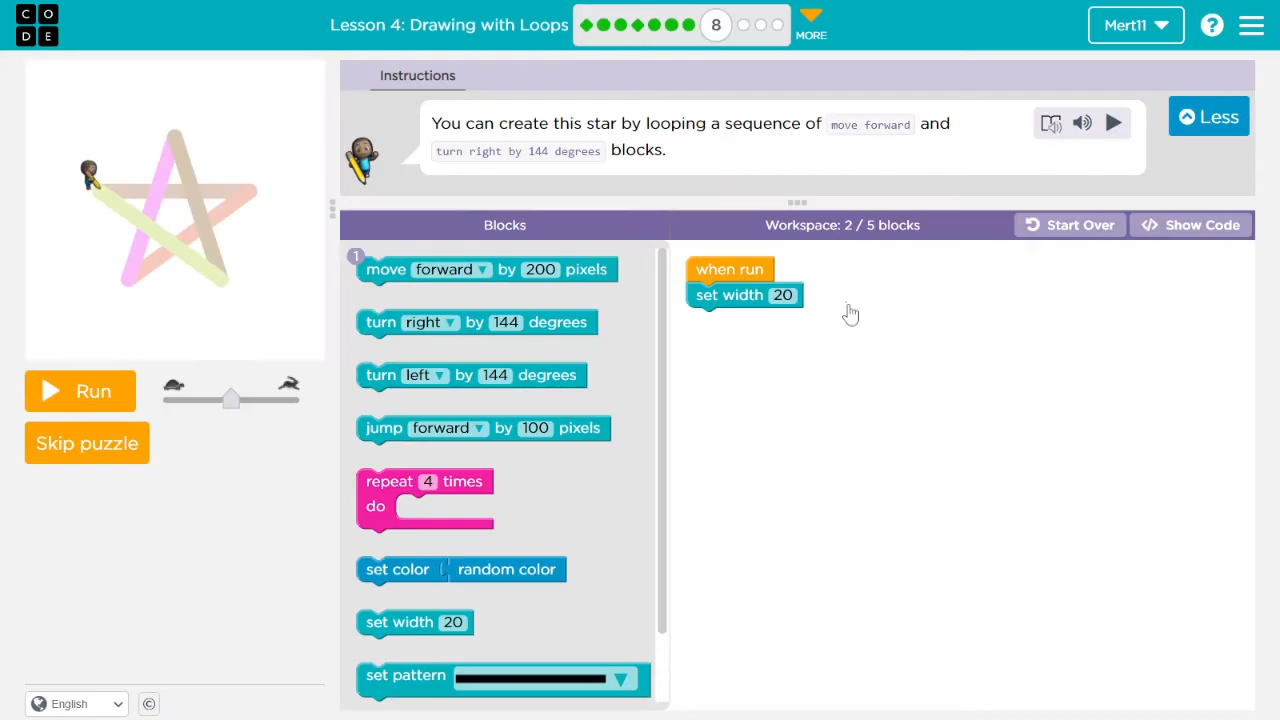 C O
D E
Lesson 4: Drawing with Loops
8
MORE
Mert11
?
Instructions
You can create this star by looping a sequence of move forward and
turn right by 144 degrees blocks.
Less
Blocks
Workspace: 2 / 5 blocks
Start Over
Show Code
1
move forward by 200 pixels
turn right by 144 degrees
turn left by 144 degrees
jump forward by 100 pixels
repeat 4 times
do
set color random color
set width 20
set pattern
when run
set width 20
Run
Skip puzzle
English
©